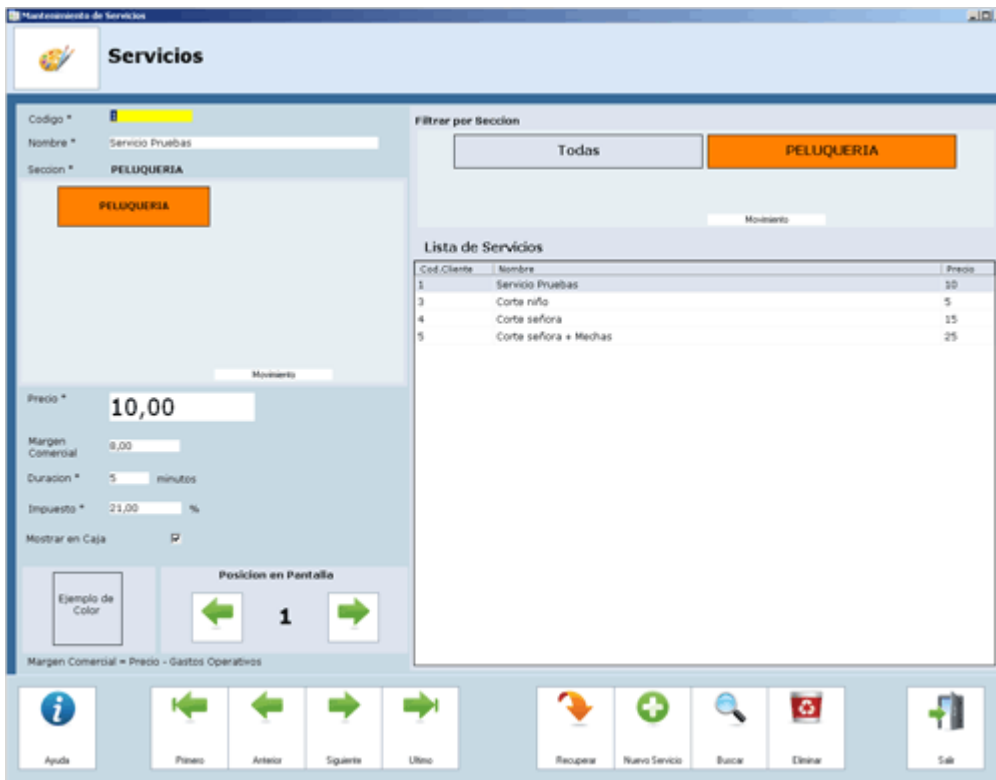 Mantenimiento de Servicios
Servicios
Codigo *
Nombre * Servicio Pruebas
Seccion * PELUQUERIA
PELUQUERIA
Movimiento
Precio * 10,00
Margen Comercial 8,00
Duracion * 5 minutos
Impuesto * 21,00 %
Mostrar en Caja
Ejemplo de Color
Posicion en Pantalla
1
Margen Comercial = Precio - Gastos Operativos
Filtrar por Seccion
Todas PELUQUERIA
Movimiento
Lista de Servicios
Cod.Cliente Nombre Precio
1 Servicio Pruebas 10
3 Corte niño 5
4 Corte señora 15
5 Corte señora + Mechas 25
Ayuda Primero Anterior Siguiente Ultimo Recuperar Nuevo Servicio Buscar Eliminar Salir